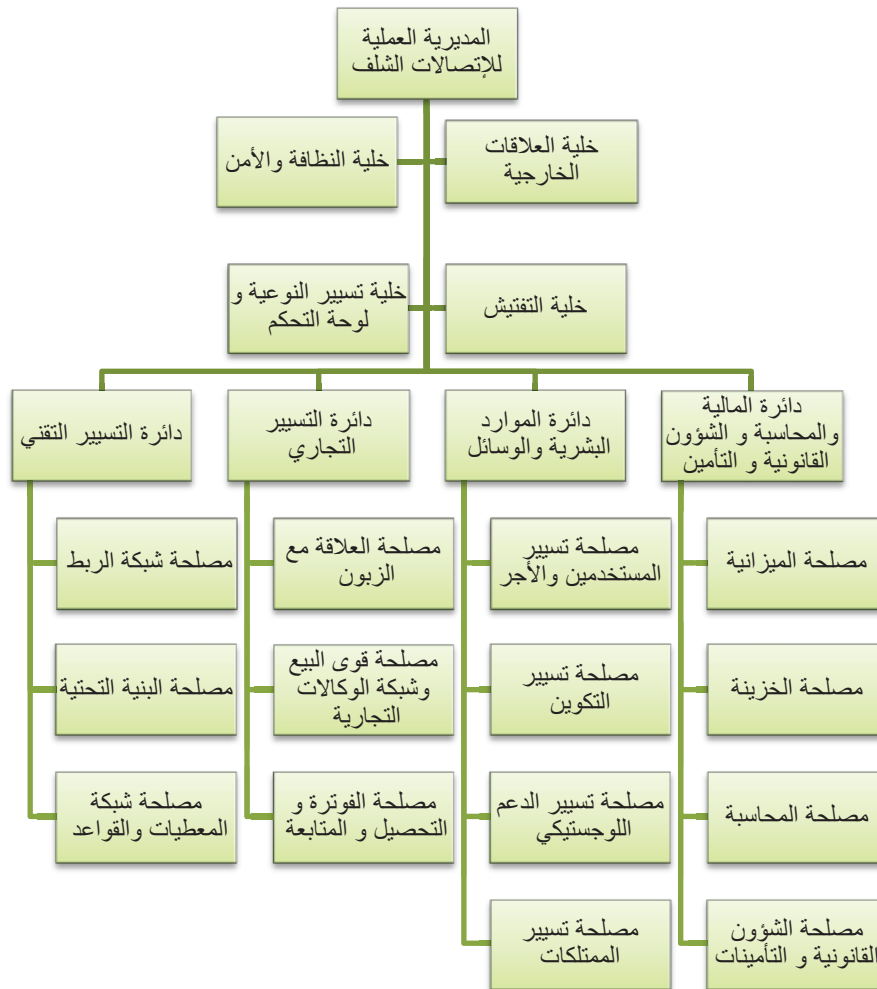 المديرية العملية
للإتصالات الشلف
خلية العلاقات
الخارجية
خلية النظافة والأمن
خلية التفتيش
خلية تسيير النوعية و
لوحة التحكم
دائرة المالية
والمحاسبة و الشؤون
القانونية و التأمين
دائرة الموارد
البشرية والوسائل
دائرة التسيير
التجاري
دائرة التسيير التقني
مصلحة الميزانية
مصلحة الخزينة
مصلحة المحاسبة
مصلحة الشؤون
القانونية و التأمينات
مصلحة تسيير
المستخدمين والأجر
مصلحة تسيير
التكوين
مصلحة تسيير الدعم
اللوجستيكي
مصلحة تسيير
الممتلكات
مصلحة العلاقة مع
الزبون
مصلحة قوى البيع
وشبكة الوكالات
التجارية
مصلحة الفوترة و
التحصيل و المتابعة
مصلحة شبكة الربط
مصلحة البنية التحتية
مصلحة شبكة
المعطيات والقواعد